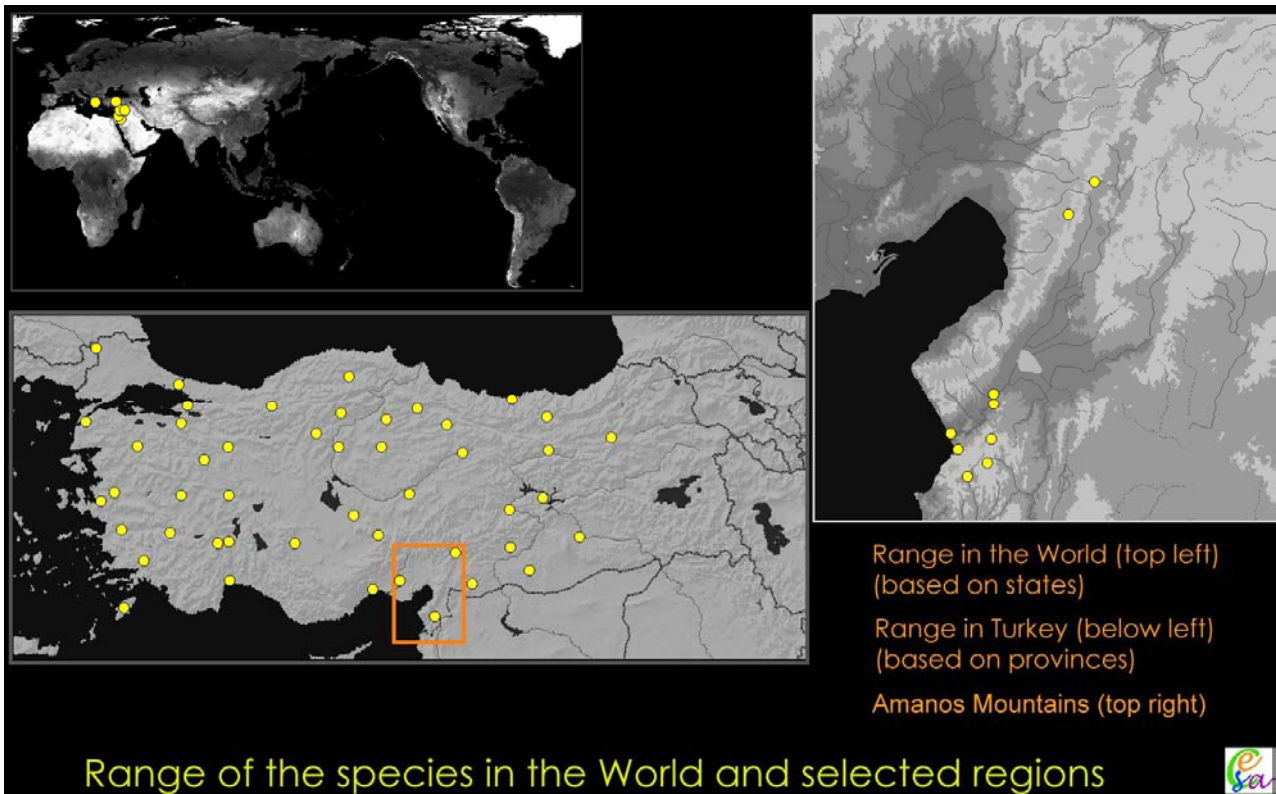 Range in the World (top left)
(based on states)
Range in Turkey (below left)
(based on provinces)
Amanos Mountains (top right)
Range of the species in the World and selected regions
esa